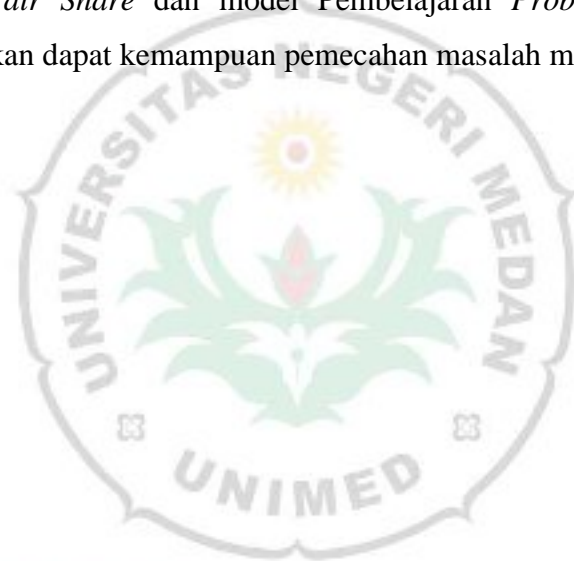 air Share dan model Pembelajaran Prob
kan dapat kemampuan pemecahan masalah m
UNIVERSITAS NEGERI MEDAN
UNIMED